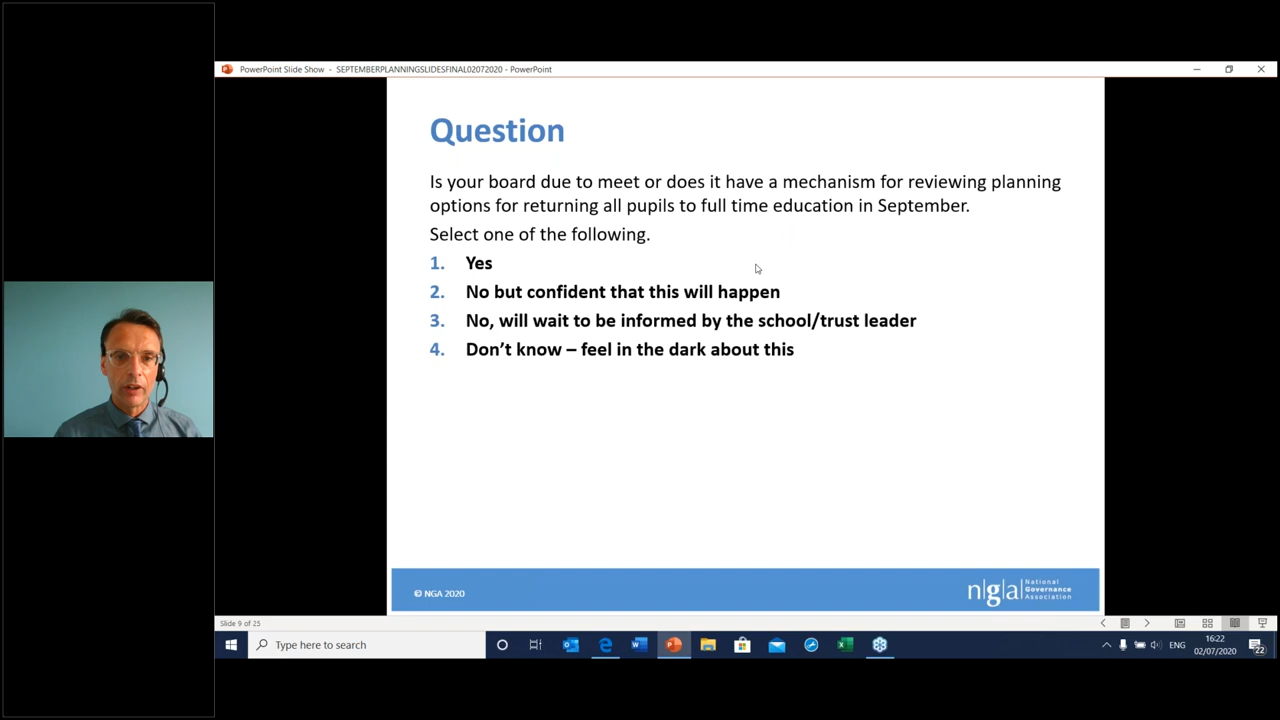 PowerPoint Slide Show - SEPTEMBERPLANNINGSLIDESFINAL02072020 - PowerPoint
Question
Is your board due to meet or does it have a mechanism for reviewing planning
options for returning all pupils to full time education in September.
Select one of the following.
1. Yes
2. No but confident that this will happen
3. No, will wait to be informed by the school/trust leader
4. Don't know – feel in the dark about this
© NGA 2020
n|g|a National
Governance
Association
Slide 9 of 25
Type here to search
ENG
16:22
02/07/2020
22